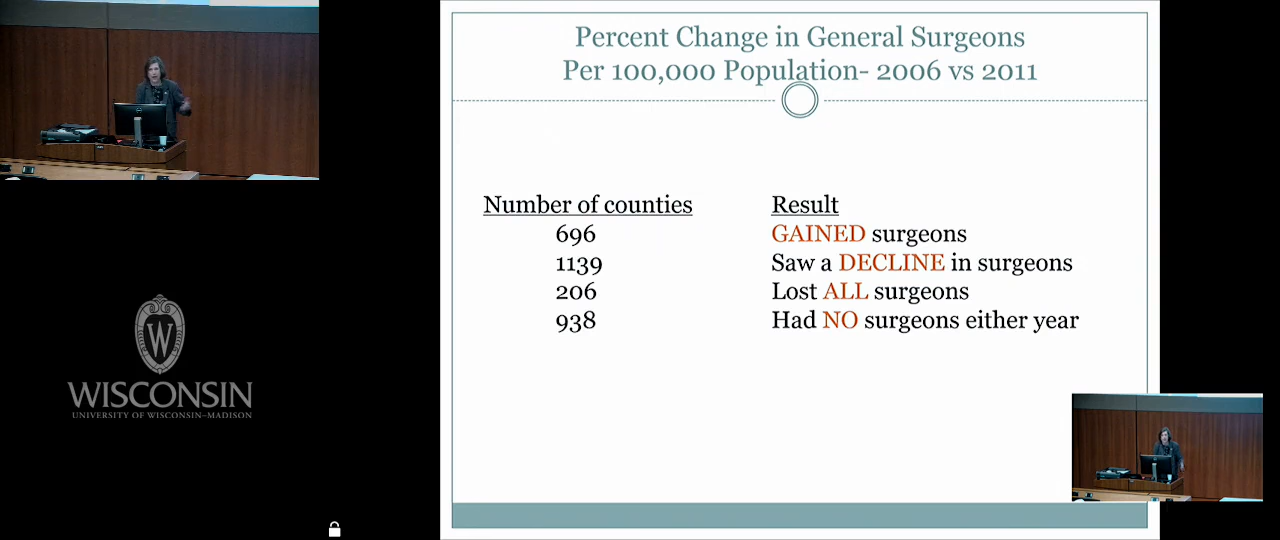 Percent Change in General Surgeons
Per 100,000 Population- 2006 vs 2011
Number of counties Result
696 GAINED surgeons
1139 Saw a DECLINE in surgeons
206 Lost ALL surgeons
938 Had NO surgeons either year
W
WISCONSIN
UNIVERSITY OF WISCONSIN–MADISON